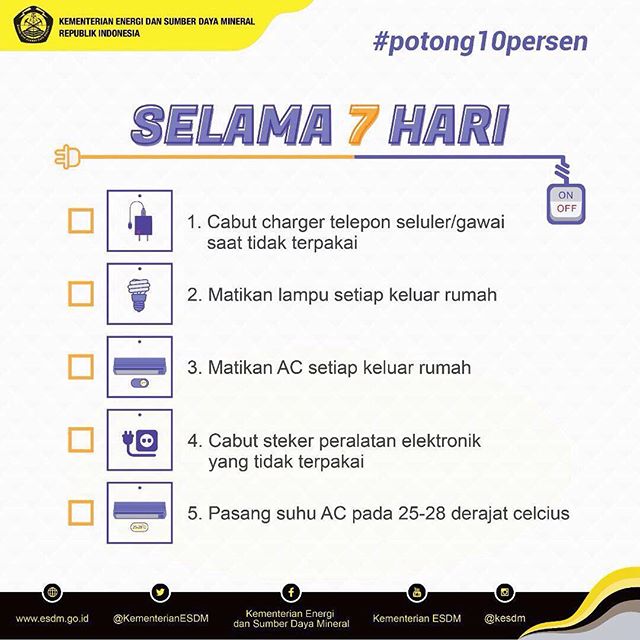 KEMENTERIAN ENERGI DAN SUMBER DAYA MINERAL
REPUBLIK INDONESIA
#potong10persen
SELAMA 7 HARI
ON
OFF
1. Cabut charger telepon seluler/gawai
saat tidak terpakai
2. Matikan lampu setiap keluar rumah
3. Matikan AC setiap keluar rumah
4. Cabut steker peralatan elektronik
yang tidak terpakai
25-28°C
5. Pasang suhu AC pada 25-28 derajat celcius
www.esdm.go.id
@KementerianESDM
Kementerian Energi
dan Sumber Daya Mineral
Kementerian ESDM
@kesdm